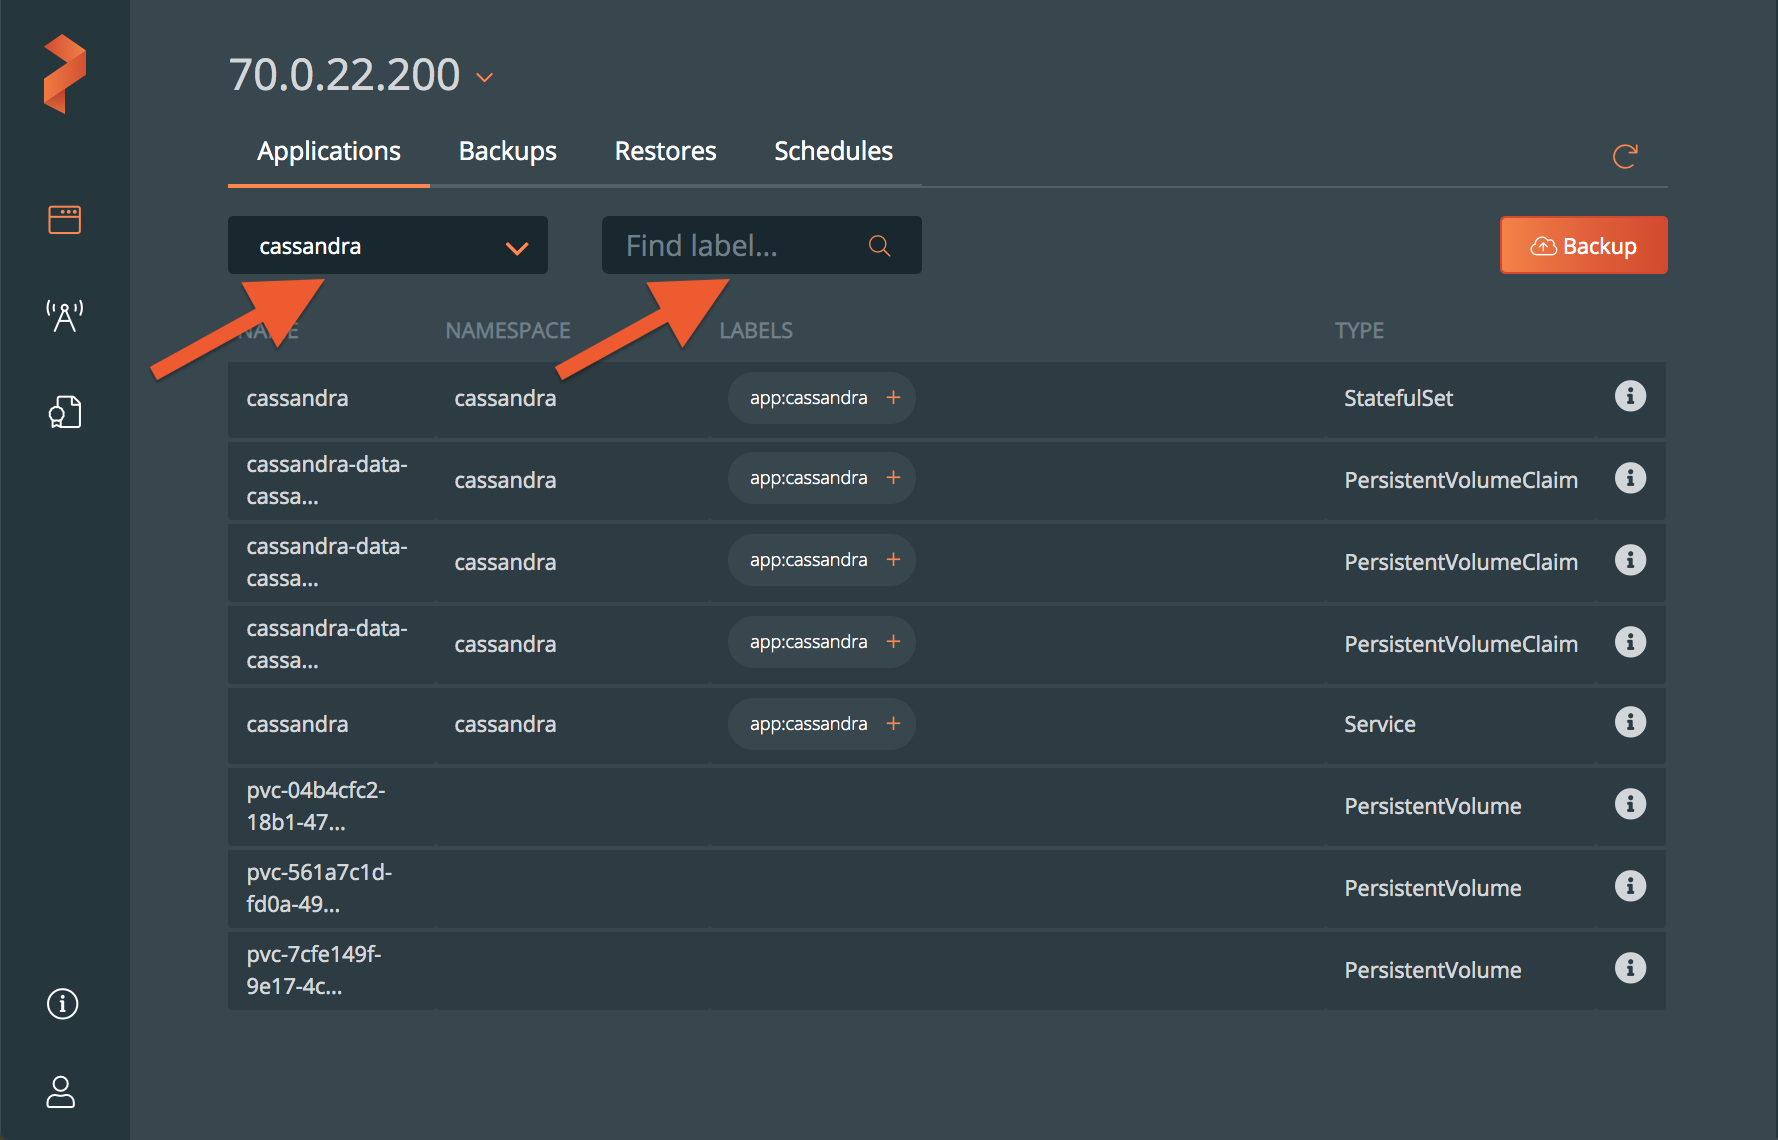 70.0.22.200
Applications Backups Restores Schedules
cassandra Find label... Backup
NAME NAMESPACE LABELS TYPE
cassandra cassandra app:cassandra + StatefulSet
cassandra-data-
cassa... cassandra app:cassandra + PersistentVolumeClaim
cassandra-data-
cassa... cassandra app:cassandra + PersistentVolumeClaim
cassandra-data-
cassa... cassandra app:cassandra + PersistentVolumeClaim
cassandra cassandra app:cassandra + Service
pvc-04b4cfc2-
18b1-47... PersistentVolume
pvc-561a7c1d-
fd0a-49... PersistentVolume
pvc-7cfe149f-
9e17-4c... PersistentVolume